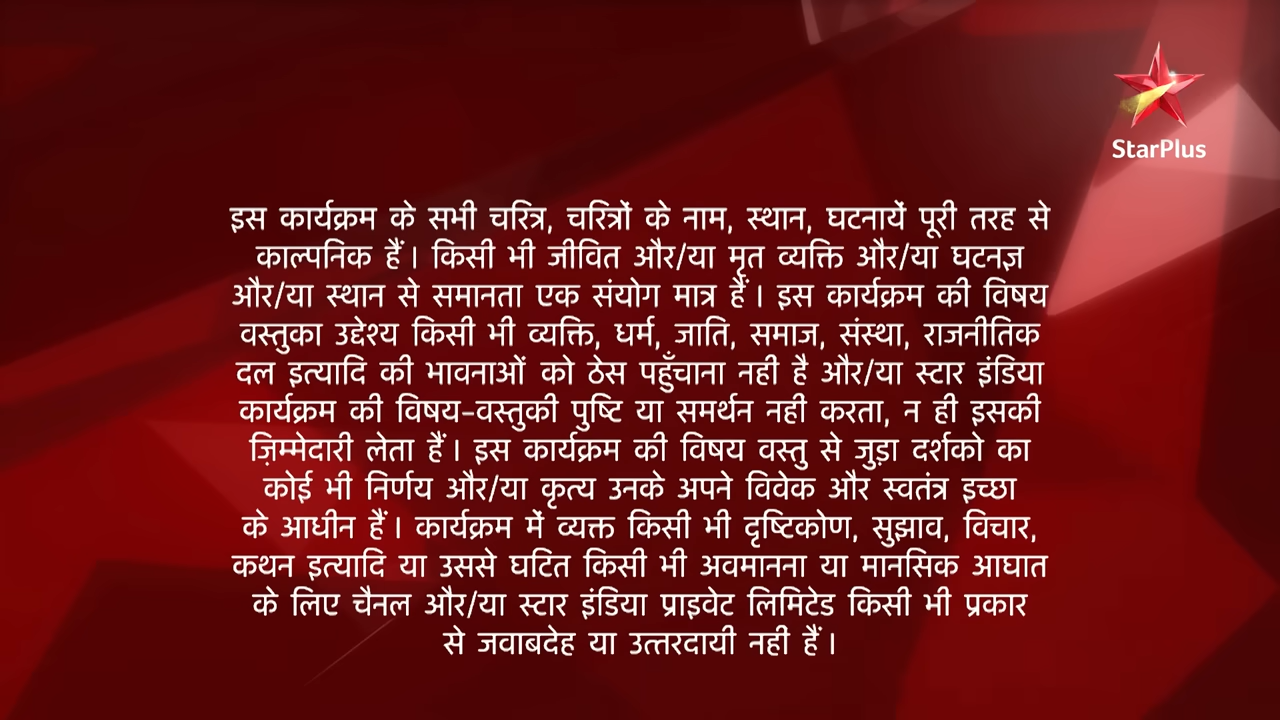 StarPlus
इस कार्यक्रम के सभी चरित्र, चरित्रों के नाम, स्थान, घटनायें पूरी तरह से
काल्पनिक हैं। किसी भी जीवित और/या मृत व्यक्ति और/या घटनज्ञ
और/या स्थान से समानता एक संयोग मात्र हैं। इस कार्यक्रम की विषय
वस्तुका उद्देश्य किसी भी व्यक्ति, धर्म, जाति, समाज, संस्था, राजनीतिक
दल इत्यादि की भावनाओं को ठेस पहुँचाना नही है और/या स्टार इंडिया
कार्यक्रम की विषय-वस्तुकी पुष्टि या समर्थन नही करता, न ही इसकी
ज़िम्मेदारी लेता हैं। इस कार्यक्रम की विषय वस्तु से जुड़ा दर्शको का
कोई भी निर्णय और/या कृत्य उनके अपने विवेक और स्वतंत्र इच्छा
के आधीन हैं। कार्यक्रम में व्यक्त किसी भी दृष्टिकोण, सुझाव, विचार,
कथन इत्यादि या उससे घटित किसी भी अवमानना या मानसिक आघात
के लिए चैनल और/या स्टार इंडिया प्राइवेट लिमिटेड किसी भी प्रकार
से जवाबदेह या उत्तरदायी नही हैं।